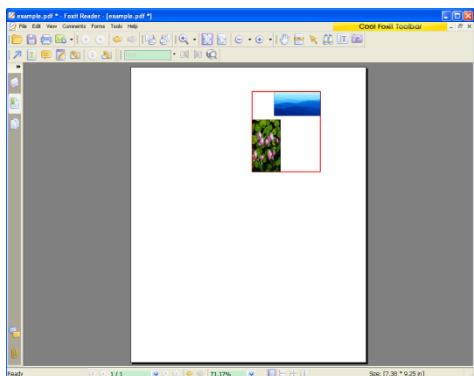 example.pdf * - Foxit Reader - [example.pdf *]
File Edit View Comments Forms Tools Help
Cool Foxit Toolbar
Ready
1 / 1
71.17%
Size: [7.38 * 9.25 in]